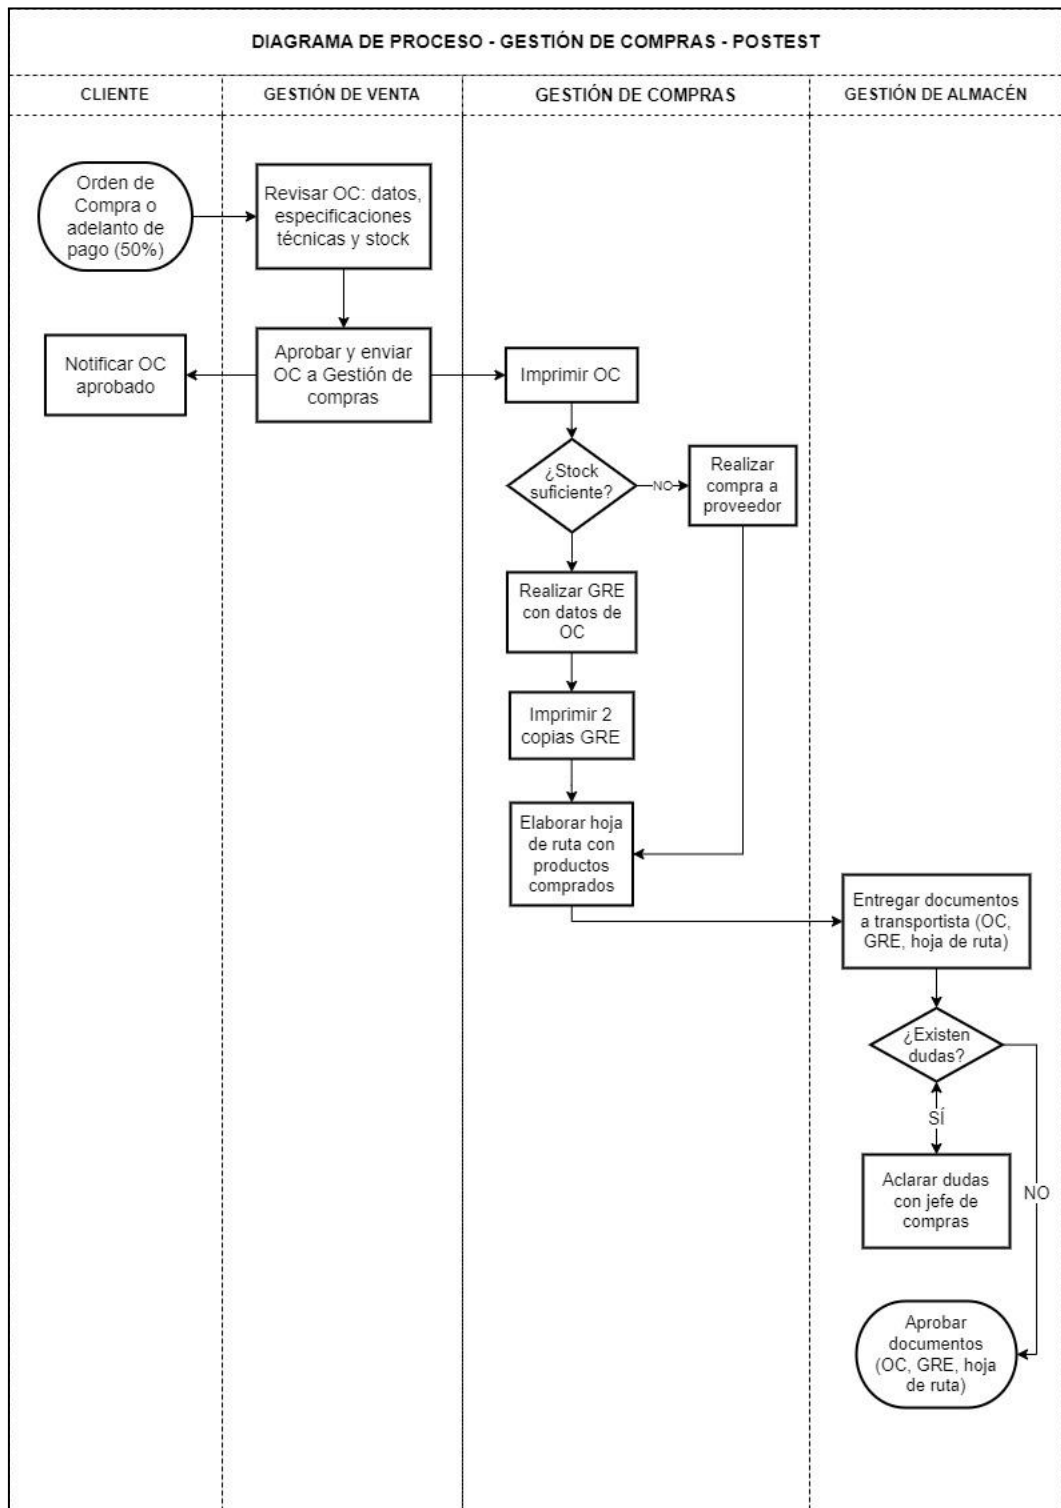 DIAGRAMA DE PROCESO - GESTIÓN DE COMPRAS - POSTEST
CLIENTE
GESTIÓN DE VENTA
GESTIÓN DE COMPRAS
GESTIÓN DE ALMACÉN
Orden de
Compra o
adelanto de
pago (50%)
Revisar OC: datos,
especificaciones
técnicas y stock
Notificar OC
aprobado
Aprobar y enviar
OC a Gestión de
compras
Imprimir OC
¿Stock
suficiente?
NO
Realizar
compra a
proveedor
Realizar GRE
con datos de
OC
Imprimir 2
copias GRE
Elaborar hoja
de ruta con
productos
comprados
Entregar documentos
a transportista (OC,
GRE, hoja de ruta)
¿Existen
dudas?
SÍ
Aclarar dudas
con jefe de
compras
NO
Aprobar
documentos
(OC, GRE, hoja
de ruta)